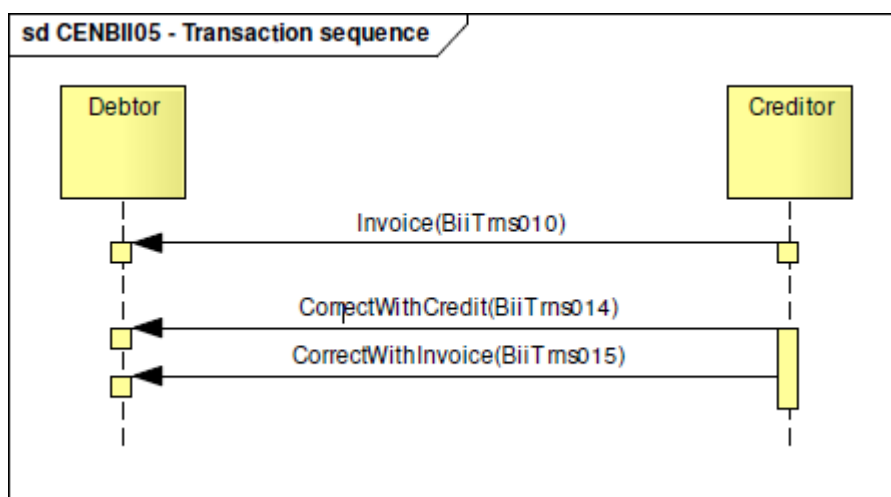 sd CENBII05 - Transaction sequence
Debtor
Creditor
Invoice(BiiTrns010)
CorrectWithCredit(BiiTrns014)
CorrectWithInvoice(BiiTrns015)